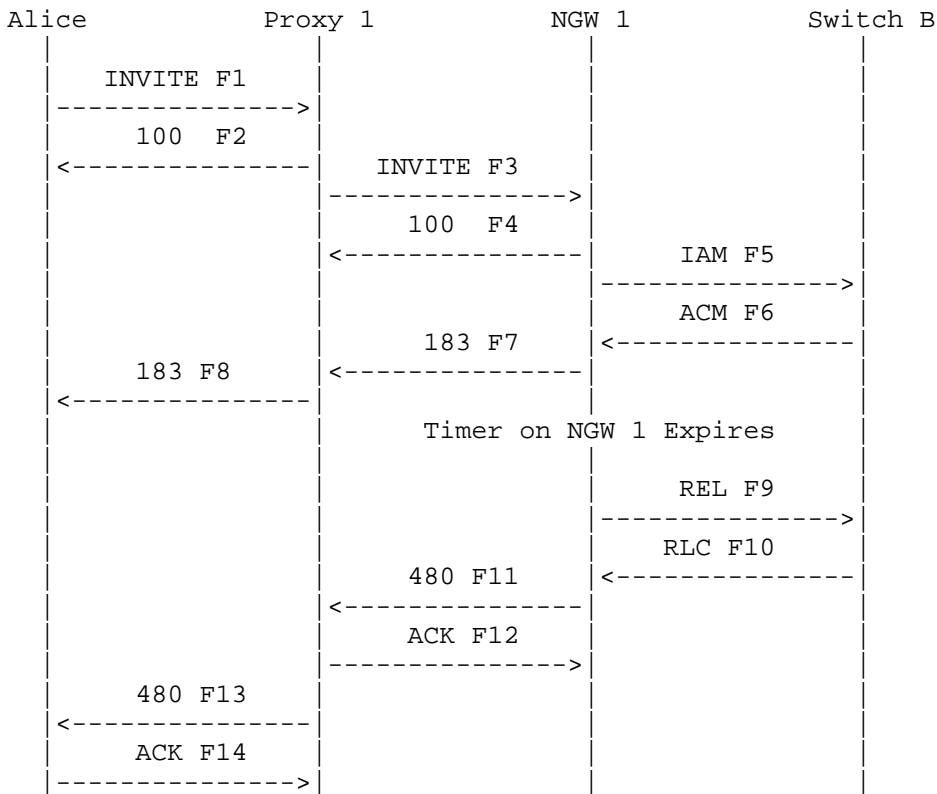 Alice Proxy 1 NGW 1 Switch B
INVITE F1
100 F2
INVITE F3
100 F4
IAM F5
ACM F6
183 F7
183 F8
Timer on NGW 1 Expires
REL F9
RLC F10
480 F11
ACK F12
480 F13
ACK F14